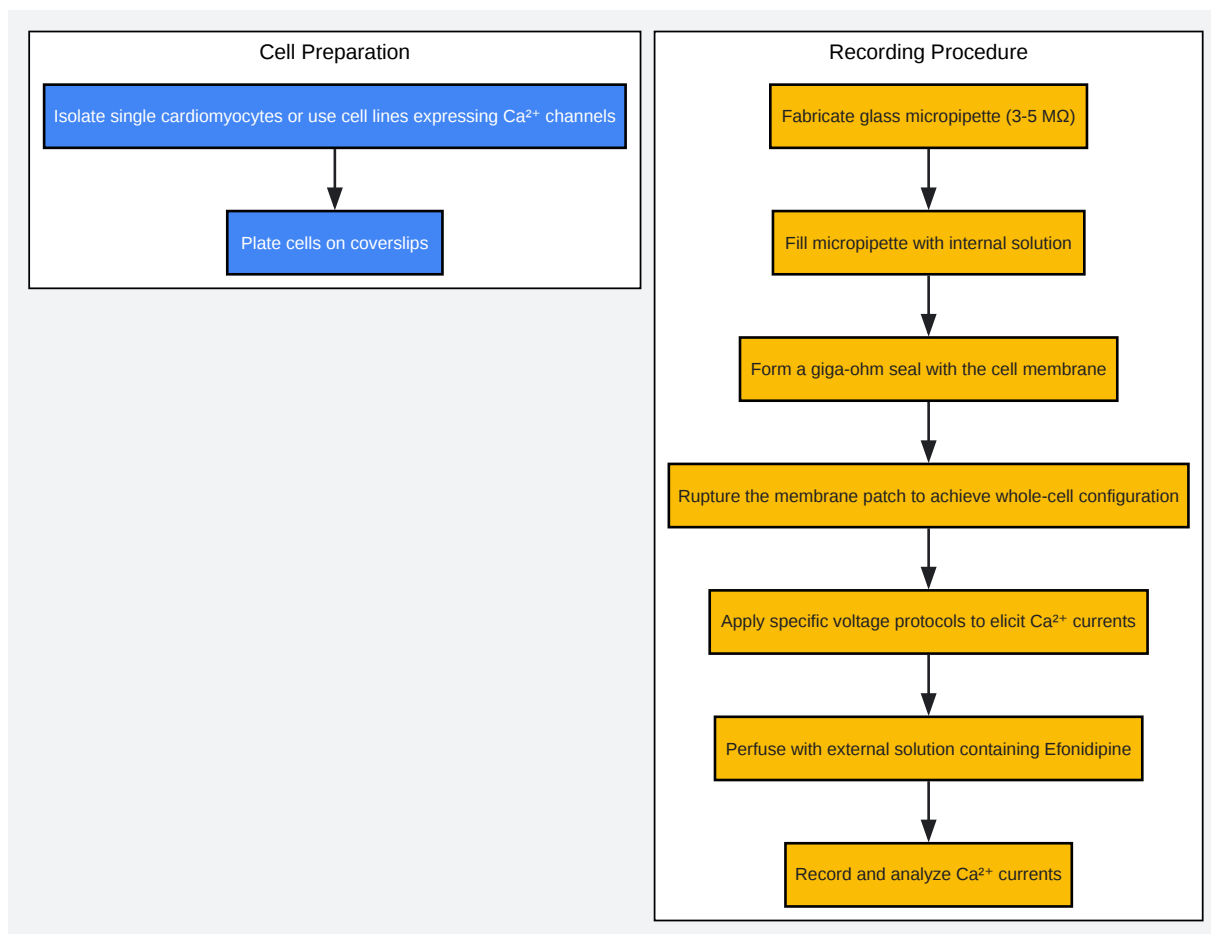 Cell Preparation
Isolate single cardiomyocytes or use cell lines expressing Ca²⁺ channels
Plate cells on coverslips
Recording Procedure
Fabricate glass micropipette (3-5 MΩ)
Fill micropipette with internal solution
Form a giga-ohm seal with the cell membrane
Rupture the membrane patch to achieve whole-cell configuration
Apply specific voltage protocols to elicit Ca²⁺ currents
Perfuse with external solution containing Efonidipine
Record and analyze Ca²⁺ currents